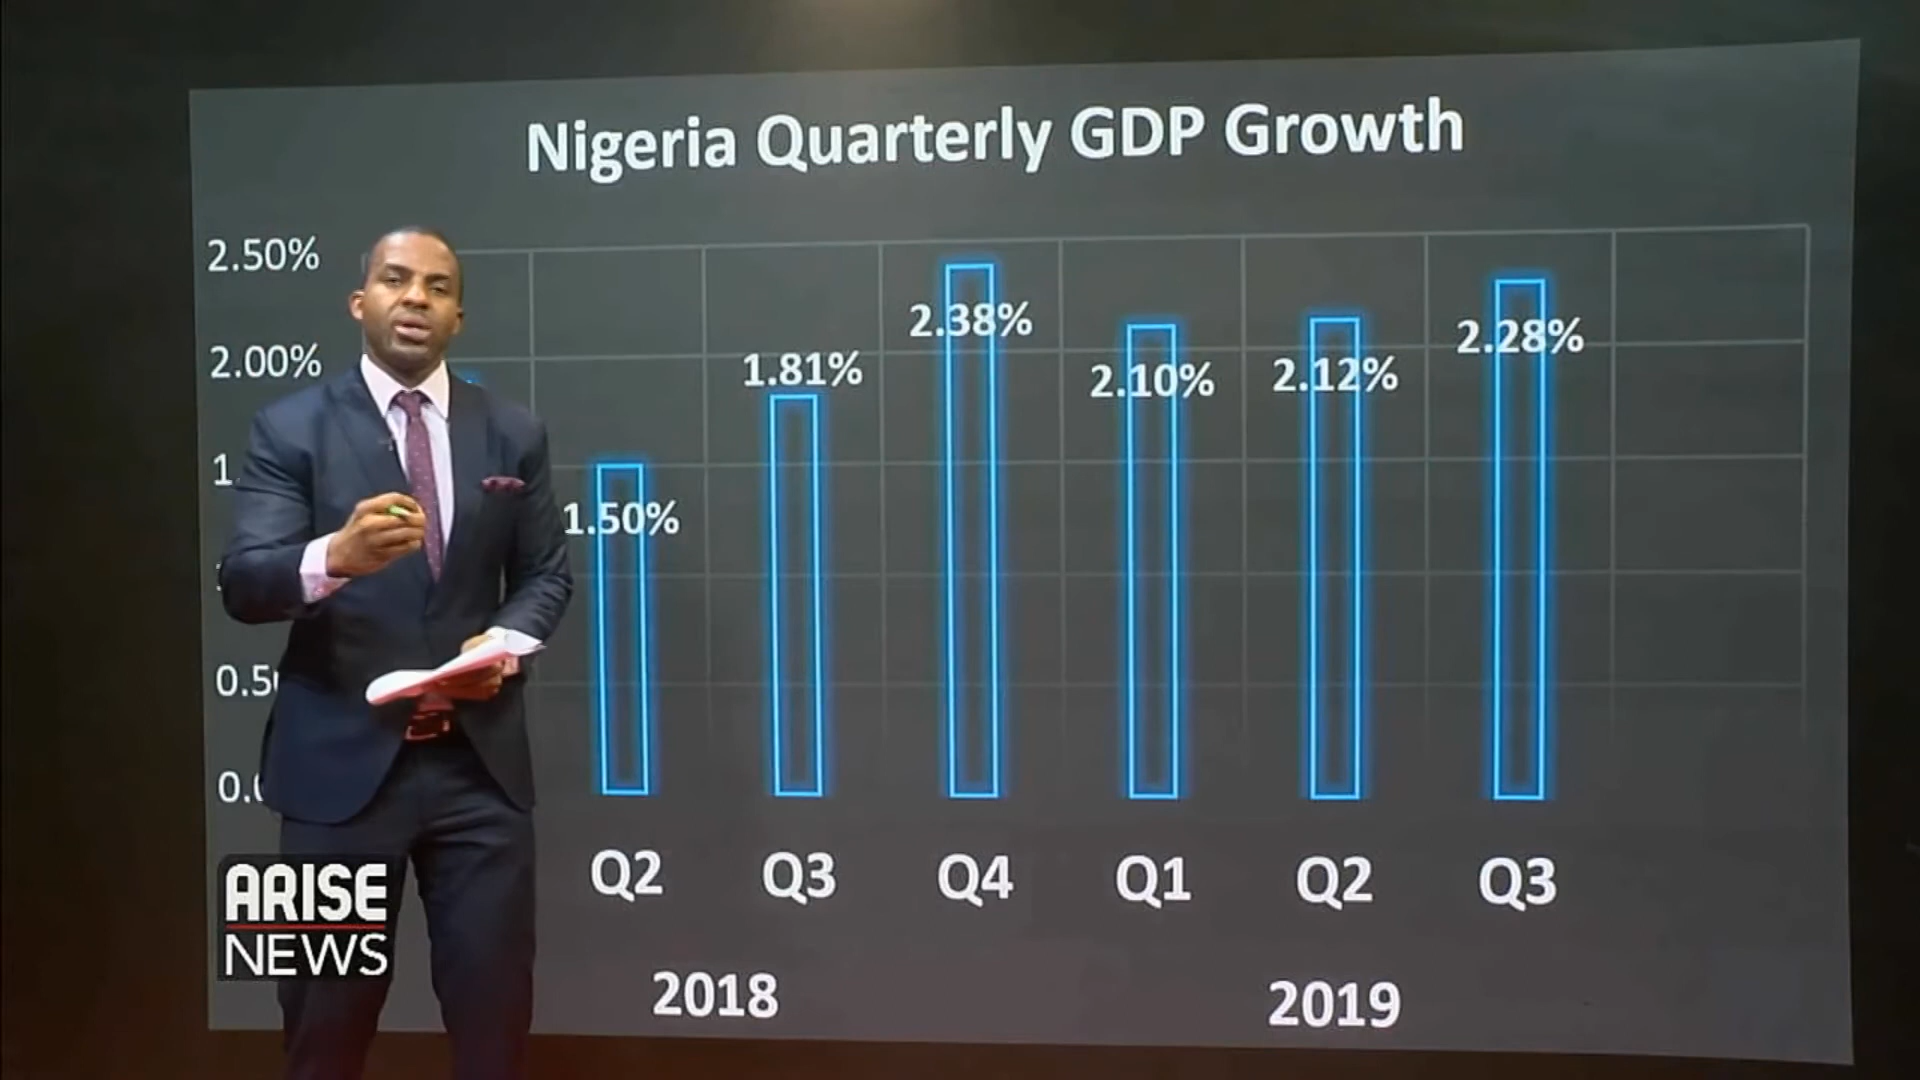 Nigeria Quarterly GDP Growth
2.50%
2.00%
2.38%
2.28%
1.81%
2.10%
2.12%
1.50%
Q2 Q3 Q4 Q1 Q2 Q3
2018 2019
ARISE
NEWS